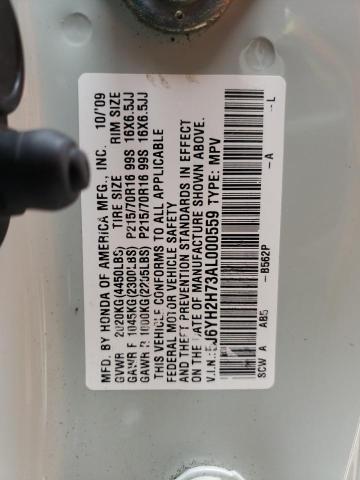 MFD. BY HONDA OF AMERICA MFG., INC. 10/'09
GVWR 2020KG(4450LBS) TIRE SIZE RIM SIZE
GAWR F 1045KG(2300LBS) P215/70R16 99S 16X6.5JJ
GAWR R 1000KG(2205LBS) P215/70R16 99S 16X6.5JJ
THIS VEHICLE CONFORMS TO ALL APPLICABLE
FEDERAL MOTOR VEHICLE SAFETY
AND THEFT PREVENTION STANDARDS IN EFFECT
ON THE DATE OF MANUFACTURE SHOWN ABOVE.
V.I.N.: 5J6YH2H73AL000559 TYPE: MPV
SCW A AB5 -B562P --A --L